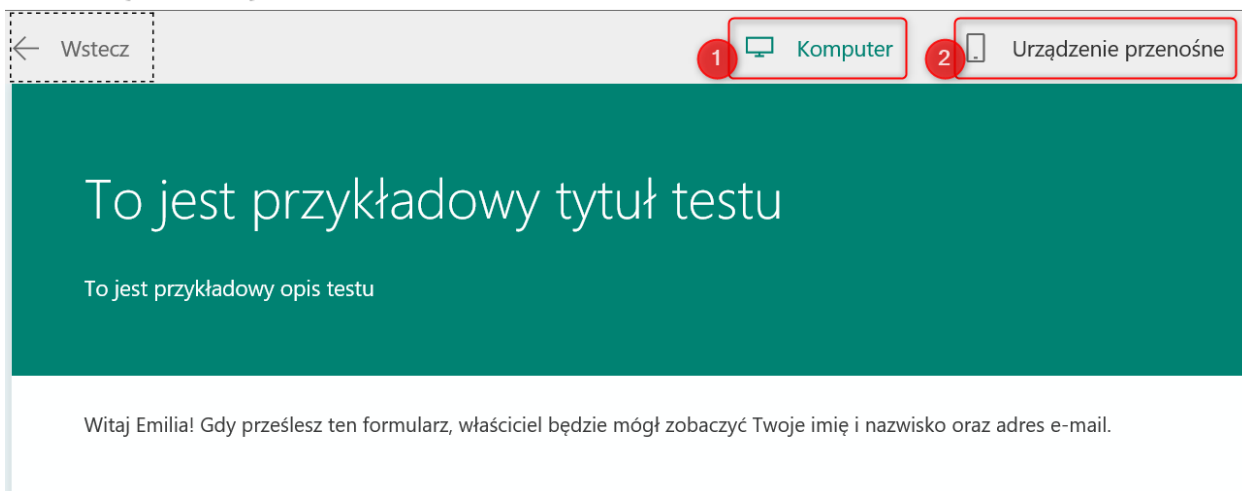 Wstecz
1 Komputer
2 Urządzenie przenośne
To jest przykładowy tytuł testu
To jest przykładowy opis testu
Witaj Emilia! Gdy prześlesz ten formularz, właściciel będzie mógł zobaczyć Twoje imię i nazwisko oraz adres e-mail.